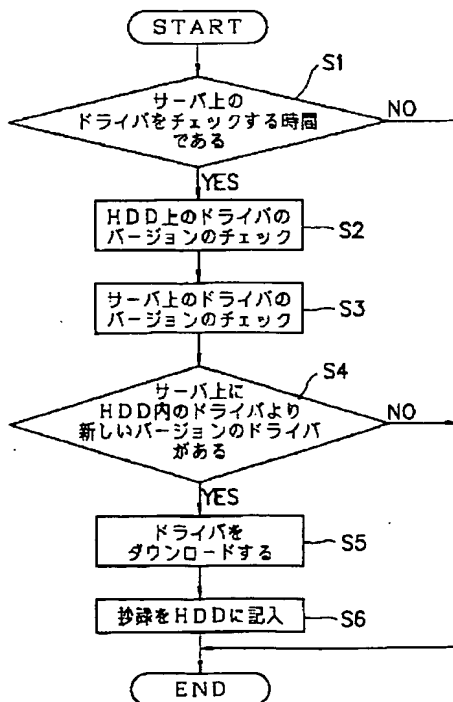 START
S1
サーバ上の
ドライバをチェックする時間
である
NO
YES
HDD上のドライバの
バージョンのチェック
S2
サーバ上のドライバの
バージョンのチェック
S3
S4
サーバ上に
HDD内のドライバより
新しいバージョンのドライバ
がある
NO
YES
ドライバを
ダウンロードする
S5
抄録をHDDに記入
S6
END